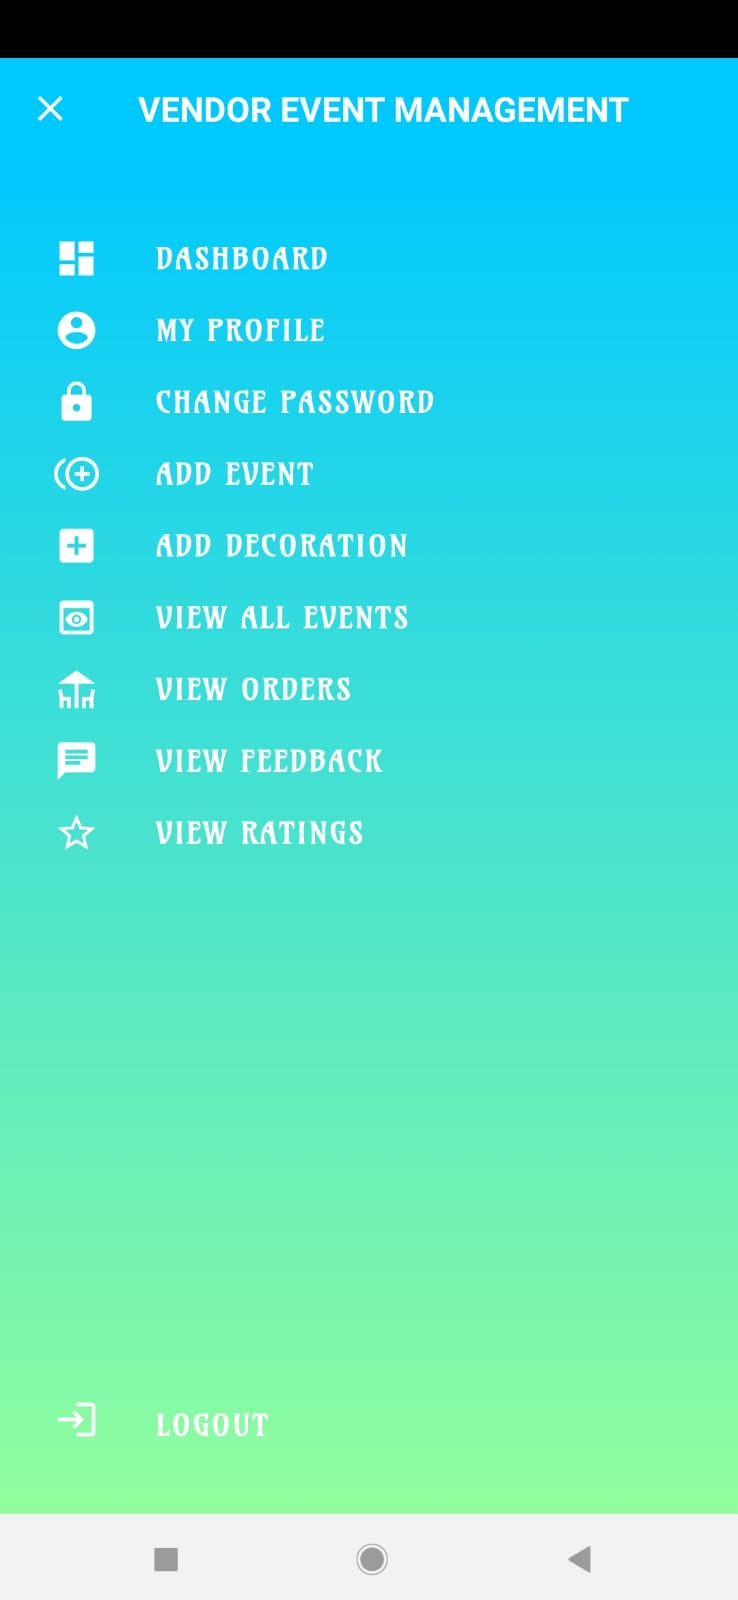 VENDOR EVENT MANAGEMENT
DASHBOARD
MY PROFILE
CHANGE PASSWORD
ADD EVENT
ADD DECORATION
VIEW ALL EVENTS
VIEW ORDERS
VIEW FEEDBACK
VIEW RATINGS
LOGOUT